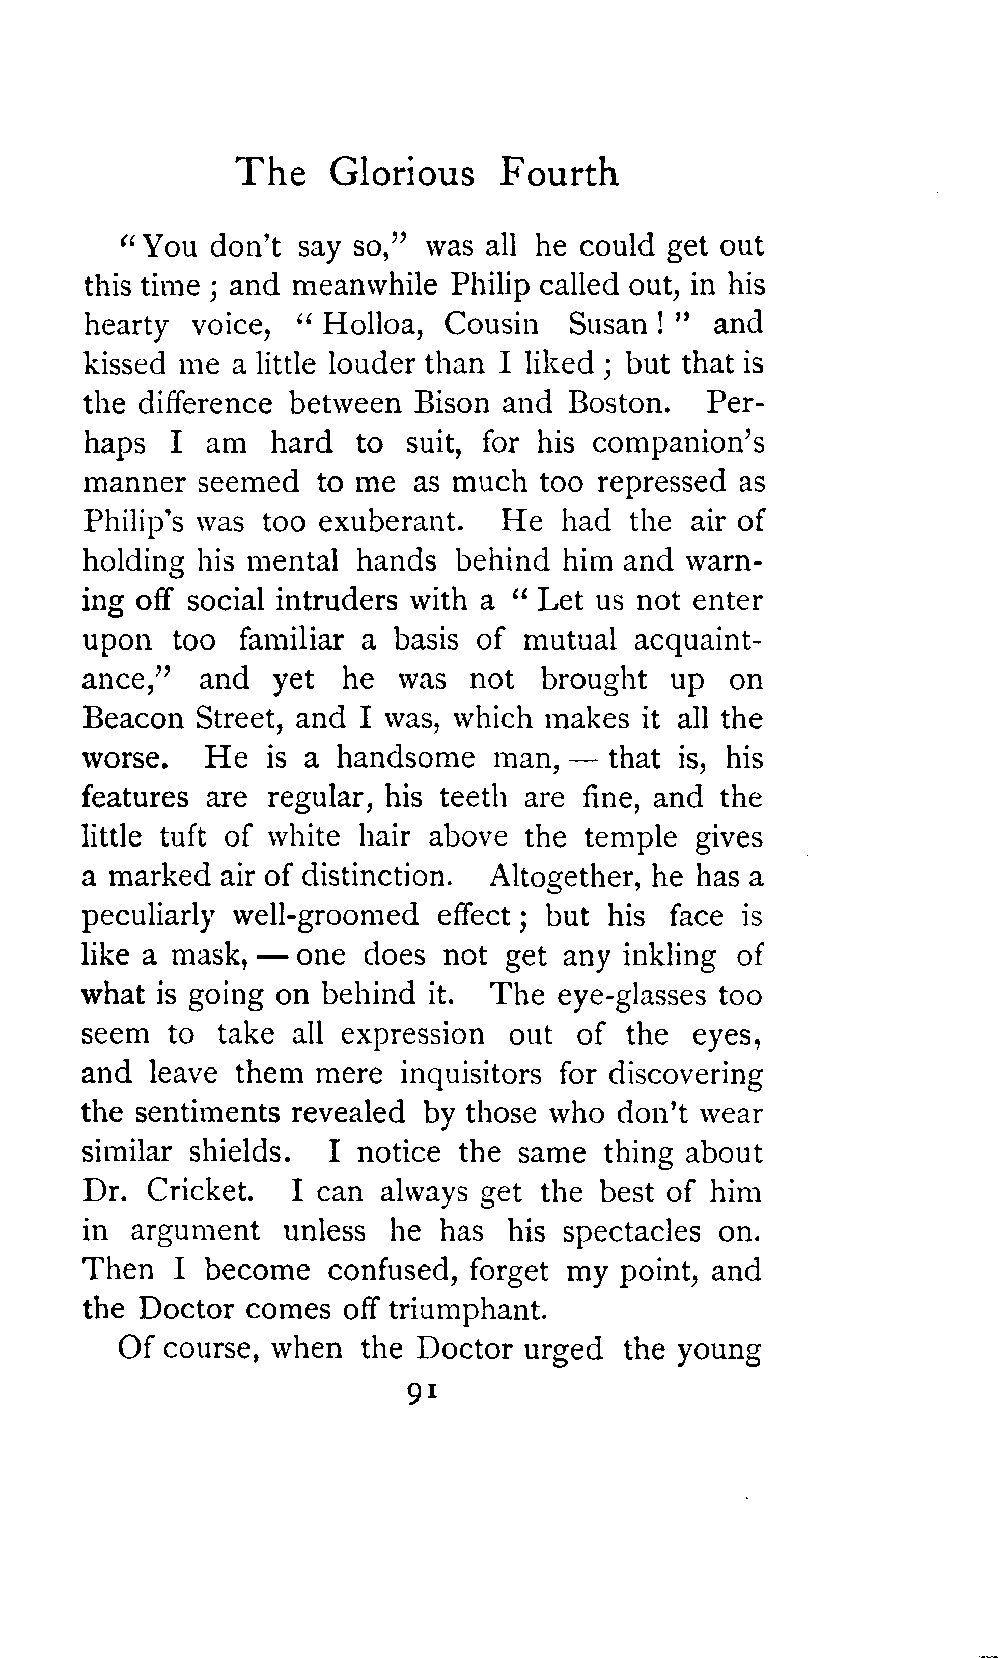 The Glorious Fourth
"You don't say so," was all he could get out
this time; and meanwhile Philip called out, in his
hearty voice, "Holloa, Cousin Susan!" and
kissed me a little louder than I liked; but that is
the difference between Bison and Boston. Per-
haps I am hard to suit, for his companion's
manner seemed to me as much too repressed as
Philip's was too exuberant. He had the air of
holding his mental hands behind him and warn-
ing off social intruders with a "Let us not enter
upon too familiar a basis of mutual acquaint-
ance," and yet he was not brought up on
Beacon Street, and I was, which makes it all the
worse. He is a handsome man, — that is, his
features are regular, his teeth are fine, and the
little tuft of white hair above the temple gives
a marked air of distinction. Altogether, he has a
peculiarly well-groomed effect; but his face is
like a mask, — one does not get any inkling of
what is going on behind it. The eye-glasses too
seem to take all expression out of the eyes,
and leave them mere inquisitors for discovering
the sentiments revealed by those who don't wear
similar shields. I notice the same thing about
Dr. Cricket. I can always get the best of him
in argument unless he has his spectacles on.
Then I become confused, forget my point, and
the Doctor comes off triumphant.
Of course, when the Doctor urged the young
91